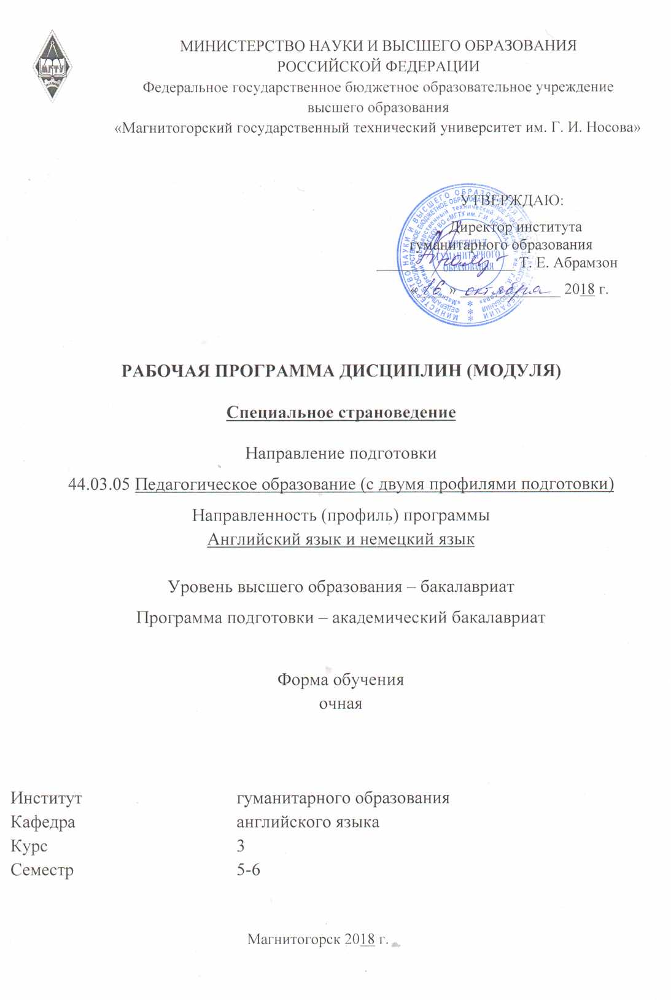 МИНИСТЕРСТВО НАУКИ И ВЫСШЕГО ОБРАЗОВАНИЯ
РОССИЙСКОЙ ФЕДЕРАЦИИ
Федеральное государственное бюджетное образовательное учреждение
высшего образования
«Магнитогорский государственный технический университет им. Г. И. Носова»
МГТУ
УТВЕРЖДАЮ:
Директор института
гуманитарного образования
Т. Е. Абрамзон
«16» октября 2018 г.
ИНСТИТУТ
ГУМАНИТАРНОГО
ОБРАЗОВАНИЯ
РАБОЧАЯ ПРОГРАММА ДИСЦИПЛИН (МОДУЛЯ)
Специальное страноведение
Направление подготовки
44.03.05 Педагогическое образование (с двумя профилями подготовки)
Направленность (профиль) программы
Английский язык и немецкий язык
Уровень высшего образования – бакалавриат
Программа подготовки – академический бакалавриат
Форма обучения
очная
Институт гуманитарного образования
Кафедра английского языка
Курс 3
Семестр 5-6
Магнитогорск 2018 г.